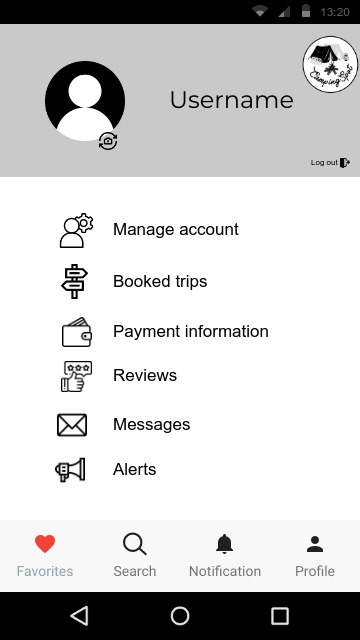 13:20
Username
Camping Spot
Log out
Manage account
Booked trips
Payment information
Reviews
Messages
Alerts
Favorites
Search
Notification
Profile